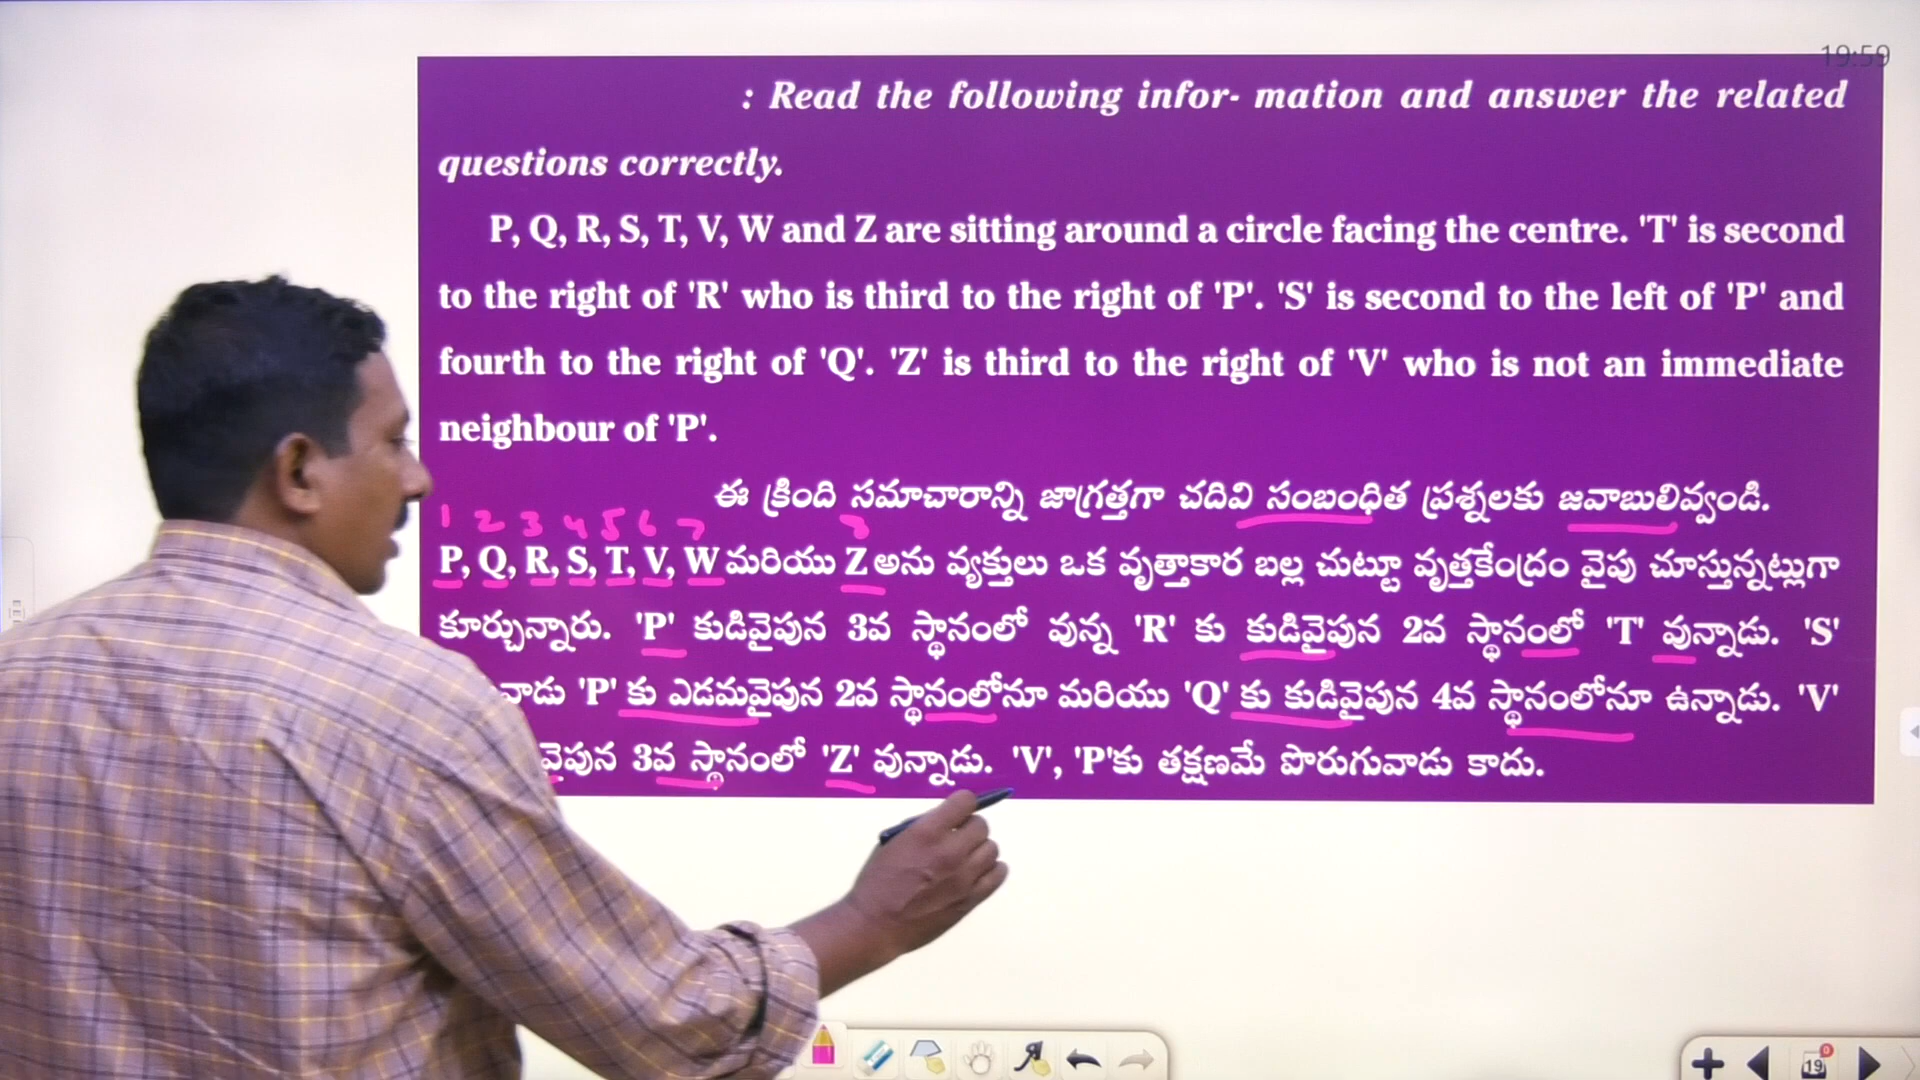 19:59
: Read the following infor- mation and answer the related
questions correctly.
P, Q, R, S, T, V, W and Z are sitting around a circle facing the centre. 'T' is second
to the right of 'R' who is third to the right of 'P'. 'S' is second to the left of 'P' and
fourth to the right of 'Q'. 'Z' is third to the right of 'V' who is not an immediate
neighbour of 'P'.
ఈ క్రింది సమాచారాన్ని జాగ్రత్తగా చదివి సంబంధిత ప్రశ్నలకు జవాబులివ్వండి.
1 2 3 4 5 6 7 8
P, Q, R, S, T, V, W మరియు Z అను వ్యక్తులు ఒక వృత్తాకార బల్ల చుట్టూ వృత్తకేంద్రం వైపు చూస్తున్నట్లుగా
కూర్చున్నారు. 'P' కుడివైపున 3వ స్థానంలో వున్న 'R' కు కుడివైపున 2వ స్థానంలో 'T' వున్నాడు. 'S'
వాడు 'P' కు ఎడమవైపున 2వ స్థానంలోనూ మరియు 'Q' కు కుడివైపున 4వ స్థానంలోనూ ఉన్నాడు. 'V'
వైపున 3వ స్థానంలో 'Z' వున్నాడు. 'V', 'P'కు తక్షణమే పొరుగువాడు కాదు.
19
0